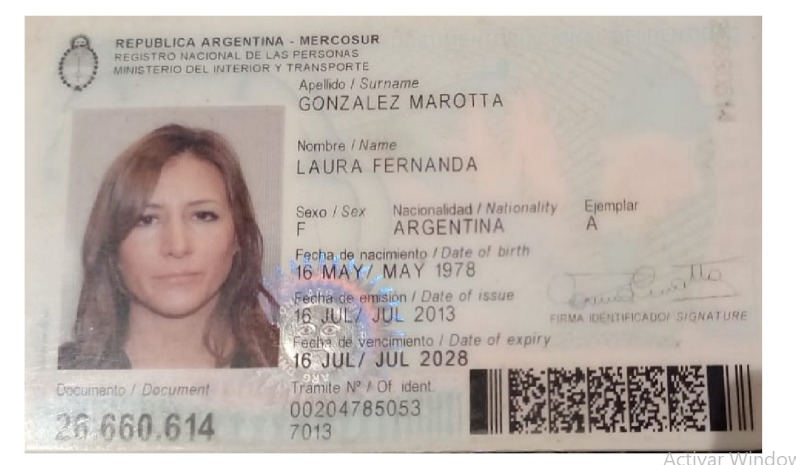 REPUBLICA ARGENTINA - MERCOSUR
REGISTRO NACIONAL DE LAS PERSONAS
MINISTERIO DEL INTERIOR Y TRANSPORTE
Apellido / Surname
GONZALEZ MAROTTA
Nombre / Name
LAURA FERNANDA
Sexo / Sex Nacionalidad / Nationality Ejemplar
F ARGENTINA A
Fecha de nacimiento / Date of birth
16 MAY/ MAY 1978
Fecha de emisión / Date of issue
16 JUL/ JUL 2013
FIRMA IDENTIFICADO/ SIGNATURE
Fecha de vencimiento / Date of expiry
16 JUL/ JUL 2028
Documento / Document Trámite Nº / Of. ident.
26.660.614 00204785053
7013
Activar Window